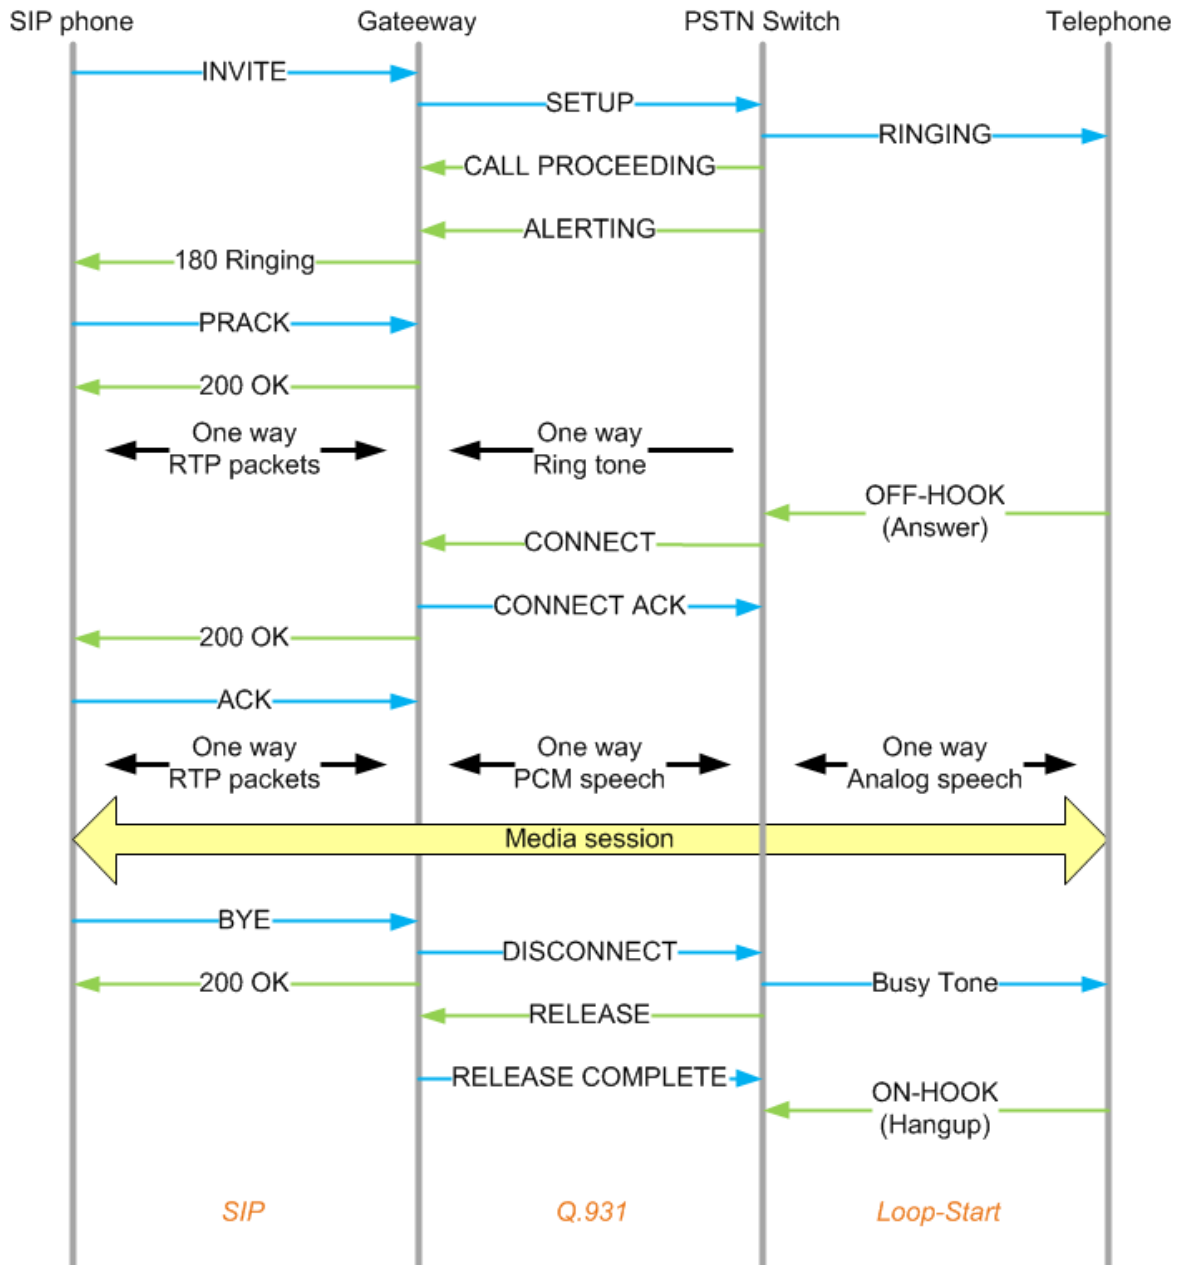 SIP phone
Gateeway
PSTN Switch
Telephone
INVITE
SETUP
RINGING
CALL PROCEEDING
ALERTING
180 Ringing
PRACK
200 OK
One way
RTP packets
One way
Ring tone
OFF-HOOK
(Answer)
CONNECT
CONNECT ACK
200 OK
ACK
One way
RTP packets
One way
PCM speech
One way
Analog speech
Media session
BYE
DISCONNECT
200 OK
Busy Tone
RELEASE
RELEASE COMPLETE
ON-HOOK
(Hangup)
SIP
Q.931
Loop-Start